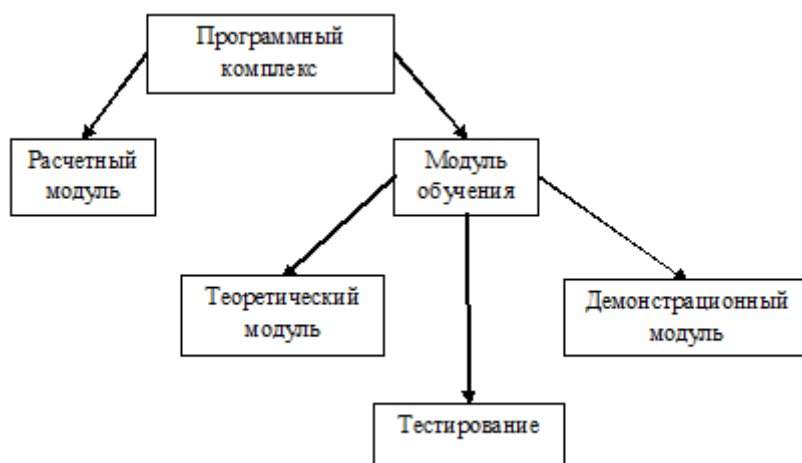 Программный
комплекс
Расчетный
модуль
Модуль
обучения
Теоретический
модуль
Демонстрационный
модуль
Тестирование